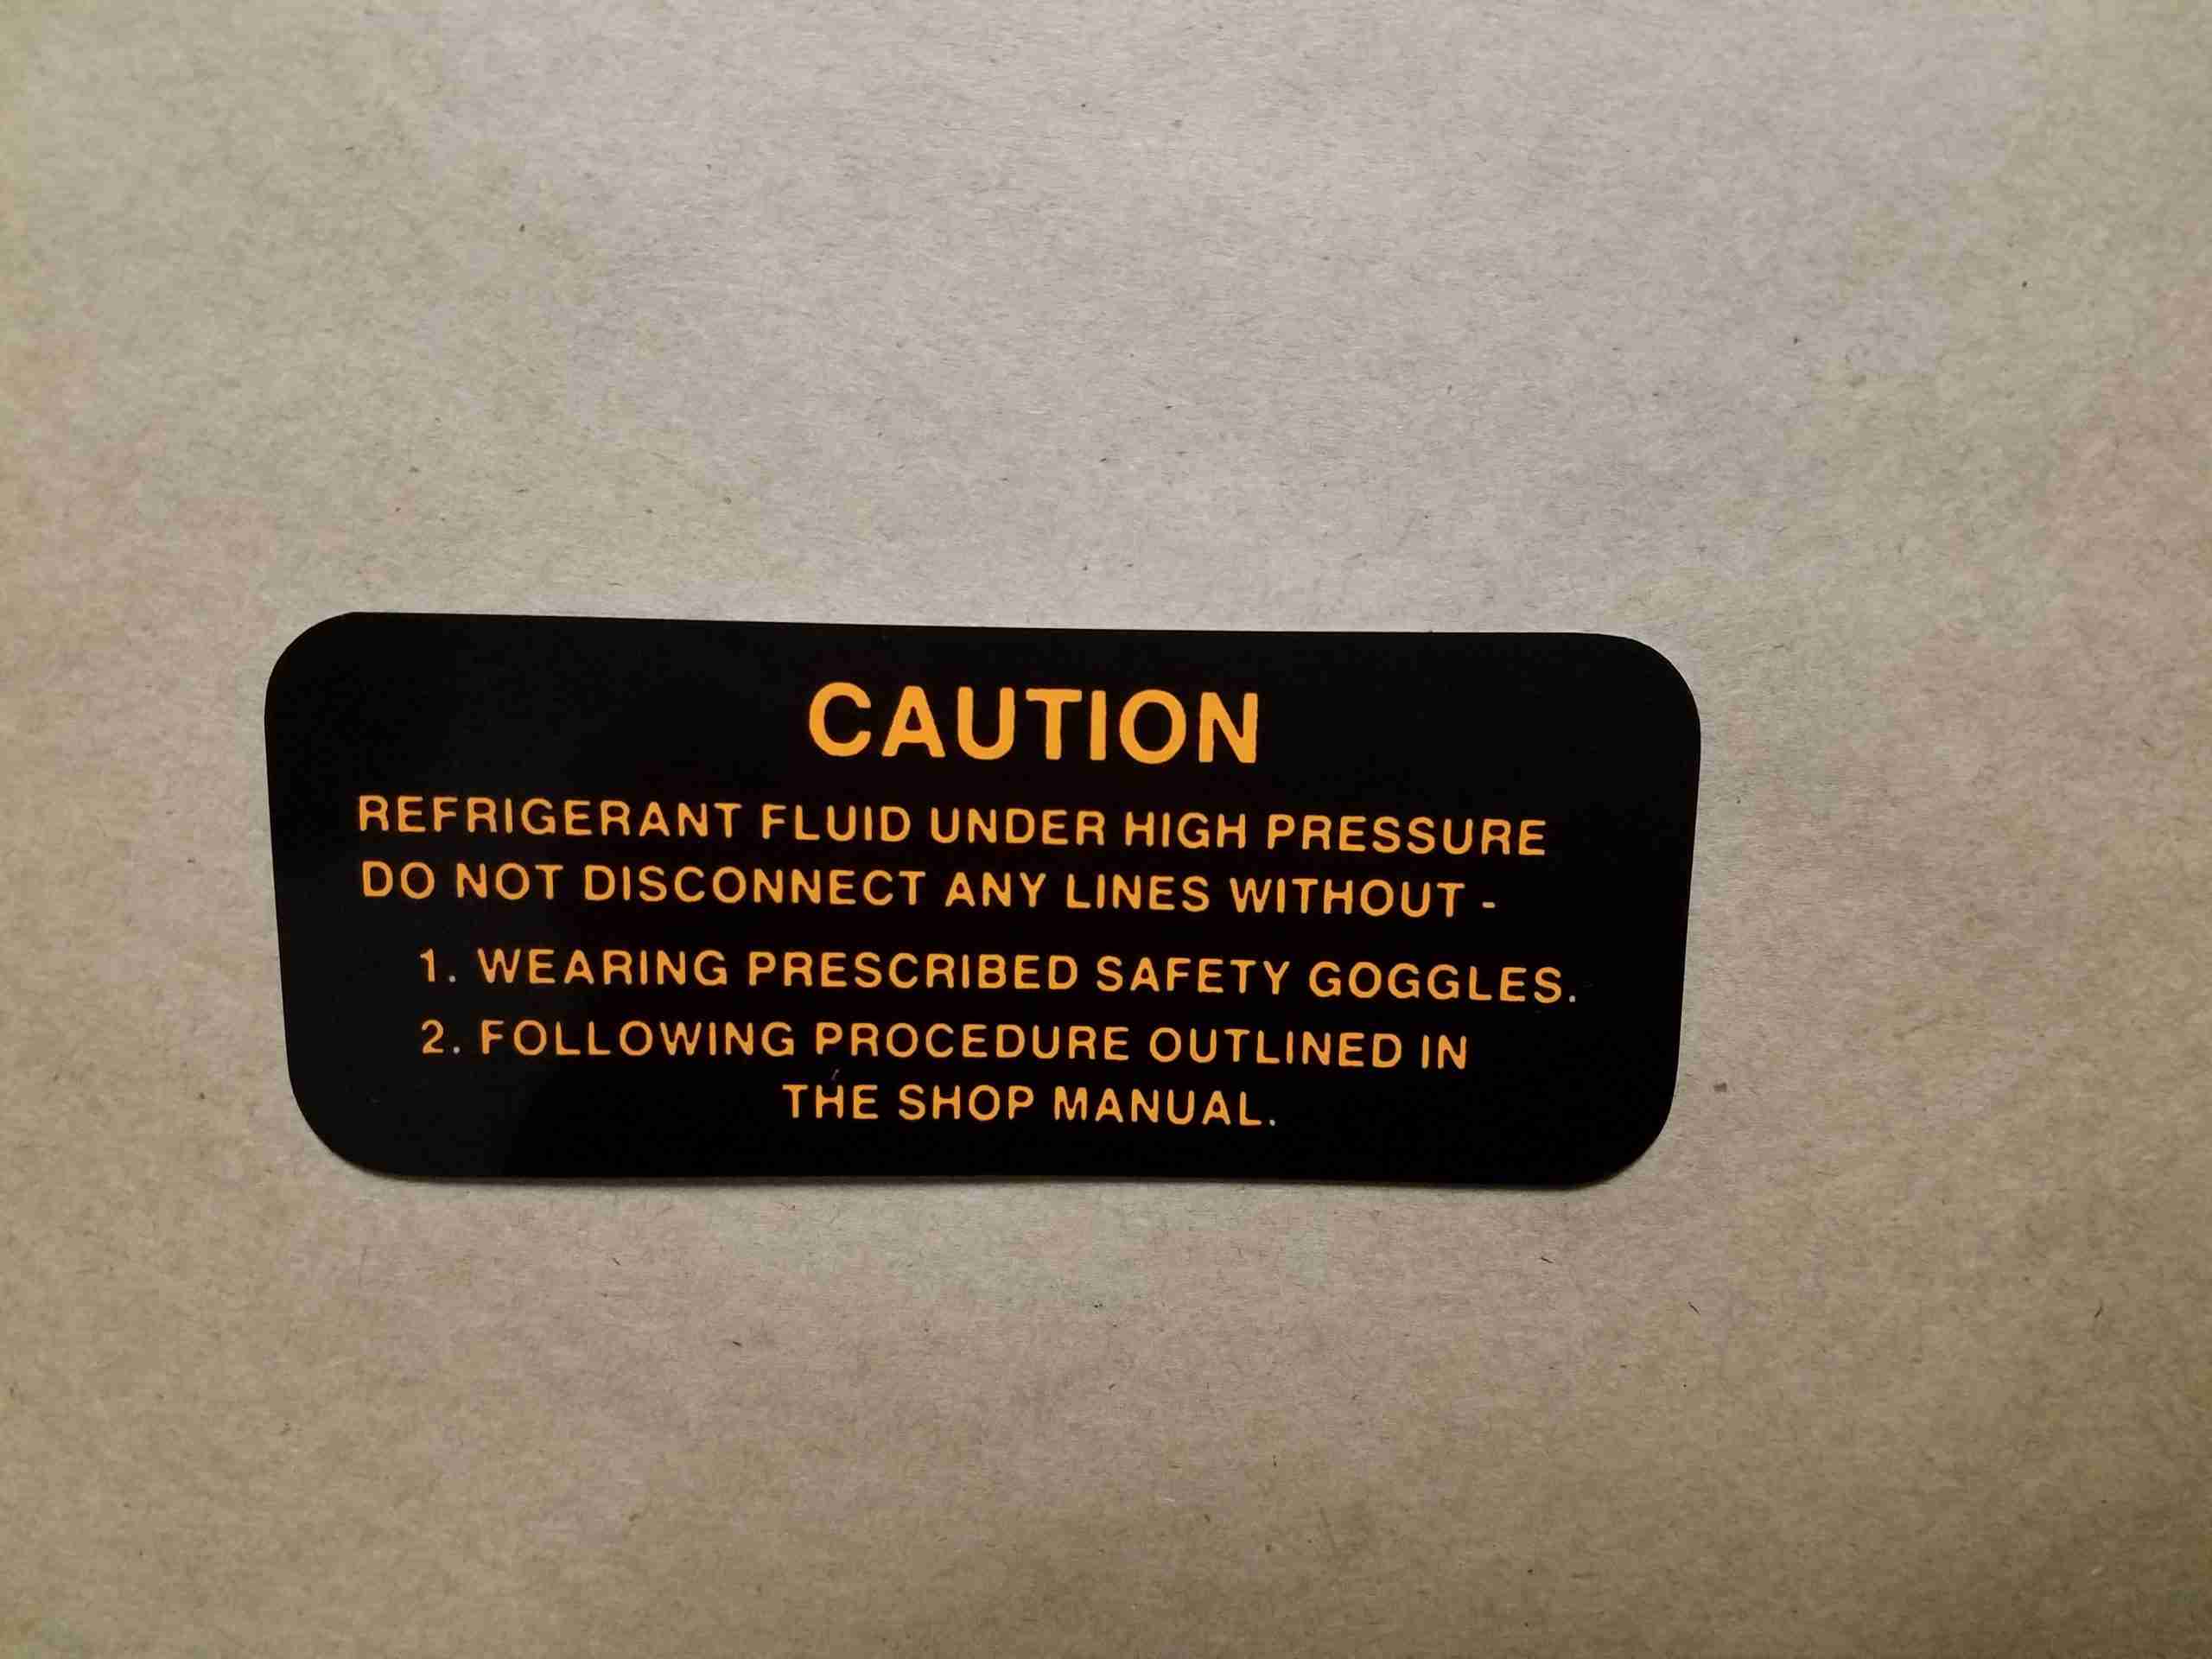 CAUTION
REFRIGERANT FLUID UNDER HIGH PRESSURE
DO NOT DISCONNECT ANY LINES WITHOUT -
1. WEARING PRESCRIBED SAFETY GOGGLES.
2. FOLLOWING PROCEDURE OUTLINED IN
THE SHOP MANUAL.